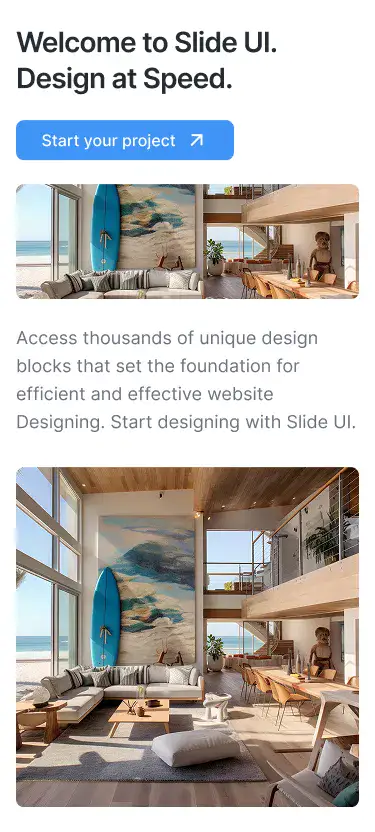 Welcome to Slide UI.
Design at Speed.
Start your project
Access thousands of unique design
blocks that set the foundation for
efficient and effective website
Designing. Start designing with Slide UI.